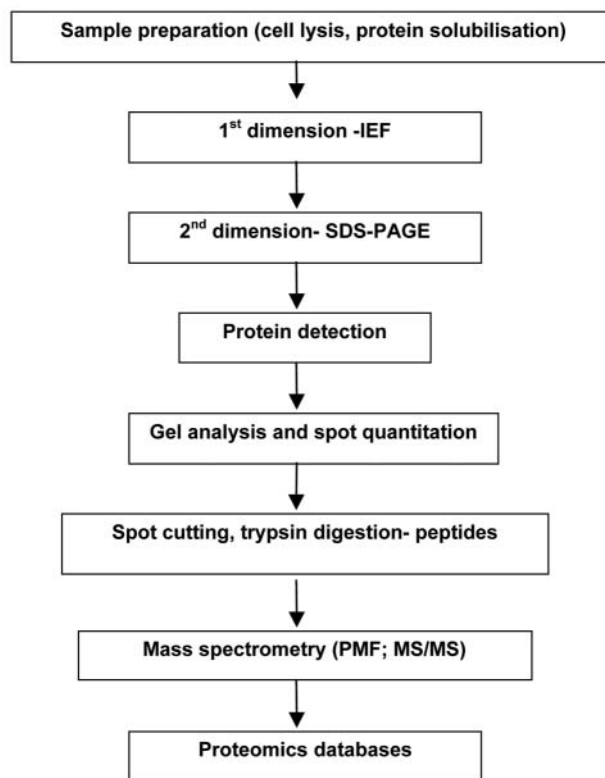 Sample preparation (cell lysis, protein solubilisation)
1st dimension -IEF
2nd dimension- SDS-PAGE
Protein detection
Gel analysis and spot quantitation
Spot cutting, trypsin digestion- peptides
Mass spectrometry (PMF; MS/MS)
Proteomics databases